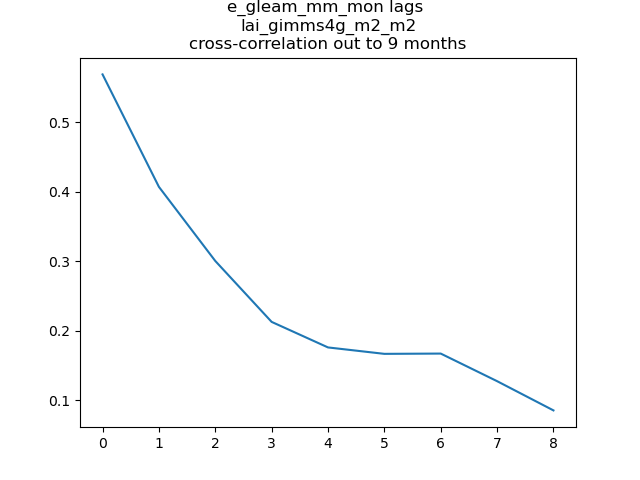 e_gleam_mm_mon lags
lai_gimms4g_m2_m2
cross-correlation out to 9 months
0.5
0.4
0.3
0.2
0.1
0 1 2 3 4 5 6 7 8